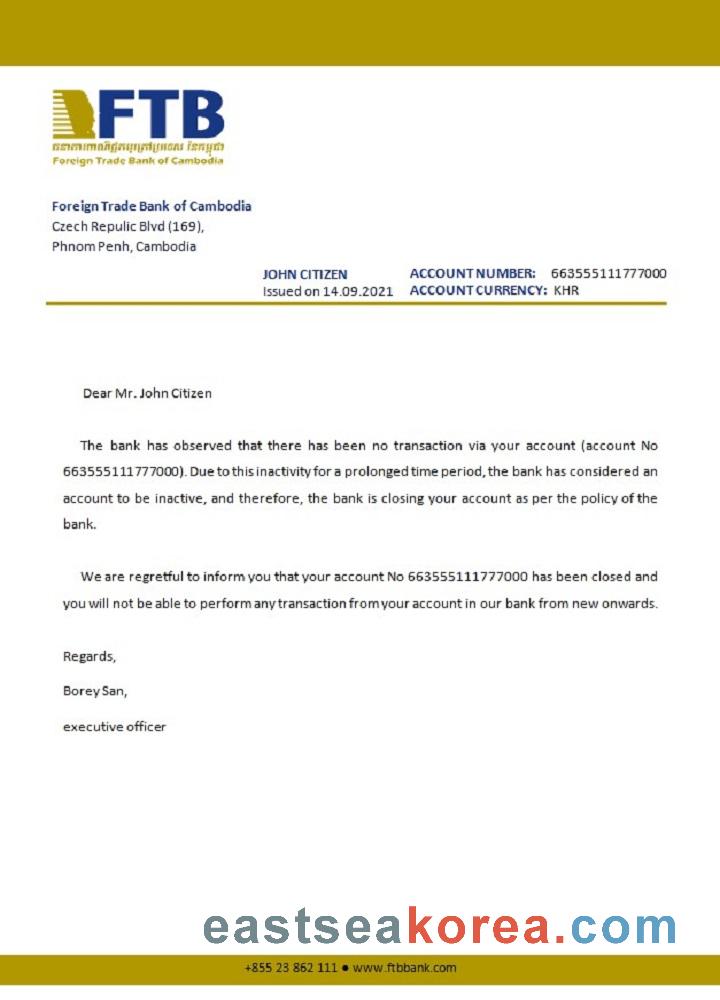 FTB
ធនាគារពាណិជ្ជកម្មក្រៅប្រទេស នៃកម្ពុជា
Foreign Trade Bank of Cambodia
Foreign Trade Bank of Cambodia
Czech Repulic Blvd (169),
Phnom Penh, Cambodia
JOHN CITIZEN ACCOUNT NUMBER: 663555111777000
Issued on 14.09.2021 ACCOUNT CURRENCY: KHR
Dear Mr. John Citizen
The bank has observed that there has been no transaction via your account (account No
663555111777000). Due to this inactivity for a prolonged time period, the bank has considered an
account to be inactive, and therefore, the bank is closing your account as per the policy of the
bank.
We are regretful to inform you that your account No 663555111777000 has been closed and
you will not be able to perform any transaction from your account in our bank from new onwards.
Regards,
Borey San,
executive officer
eastseakorea.com
+855 23 862 111 ● www.ftbbank.com